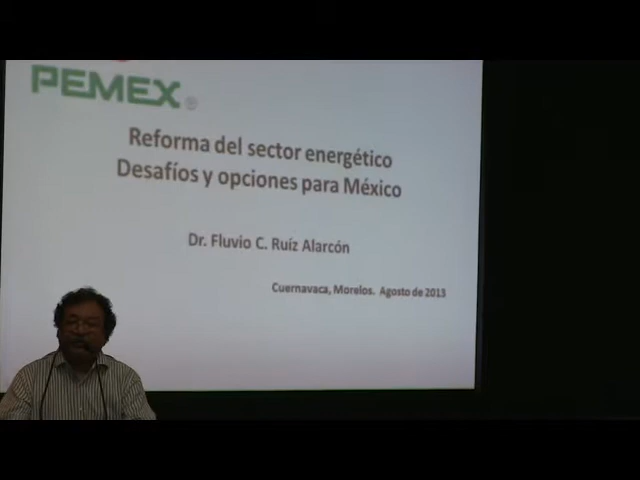 PEMEX®
Reforma del sector energético
Desafíos y opciones para México
Dr. Fluvio C. Ruíz Alarcón
Cuernavaca, Morelos. Agosto de 2013